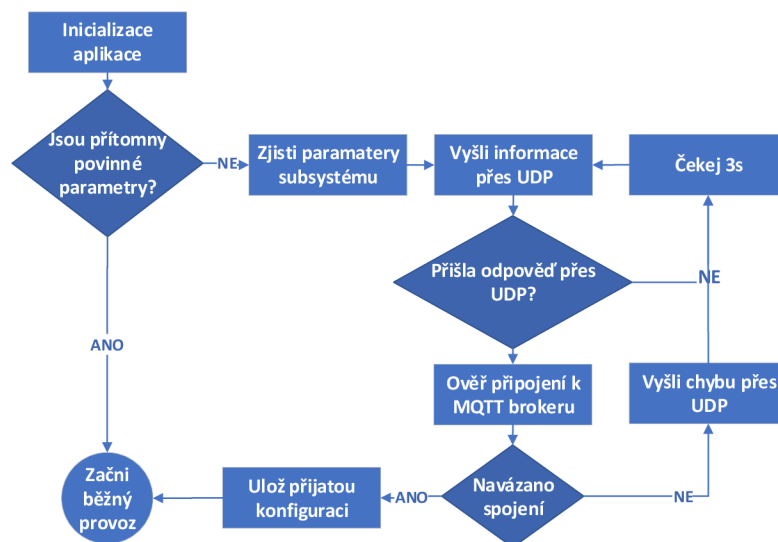 Inicializace
aplikace
Jsou přítomny
povinné
parametry?
NE
Zjisti paramatery
subsystému
Vyšli informace
přes UDP
Čekej 3s
Přišla odpověď přes
UDP?
NE
ANO
Ověř připojení k
MQTT brokeru
Vyšli chybu přes
UDP
Začni
běžný
provoz
Ulož přijatou
konfiguraci
ANO
Navázano
spojení
NE